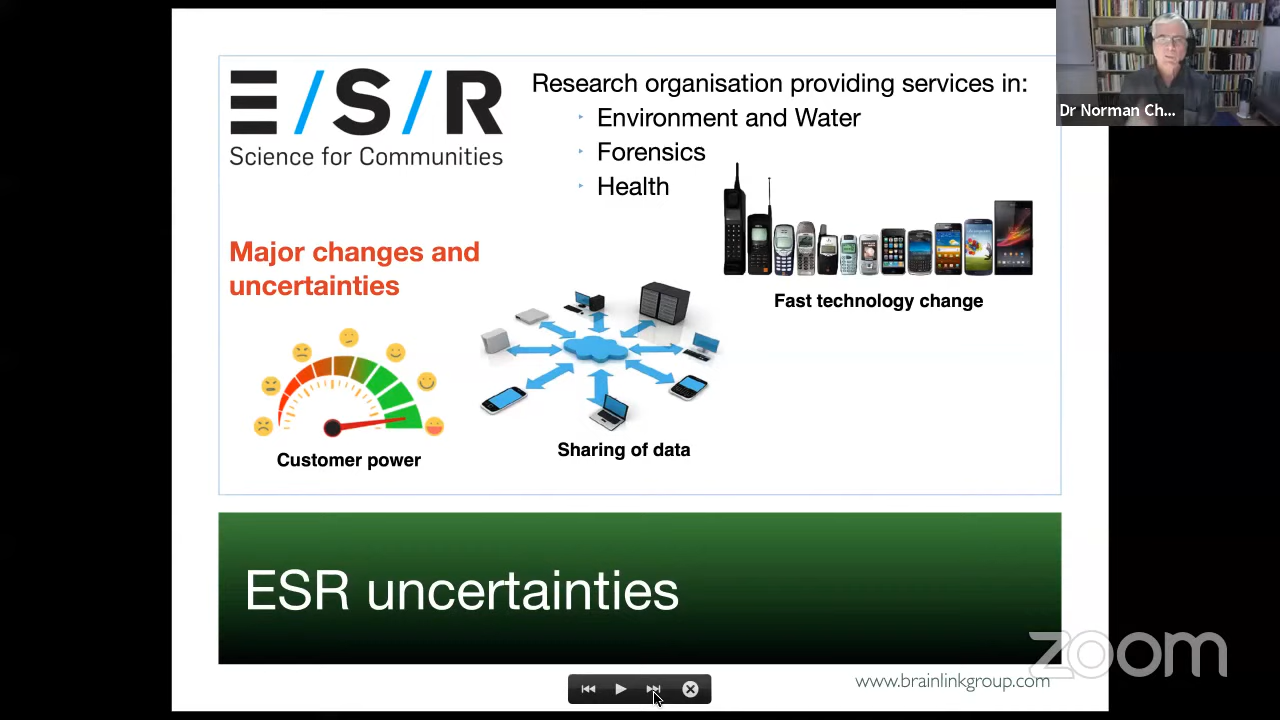 E/S/R
Science for Communities
Research organisation providing services in:
Environment and Water
Forensics
Health
Dr Norman Ch...
Major changes and
uncertainties
Fast technology change
Sharing of data
Customer power
ESR uncertainties
zoom
www.brainlinkgroup.com